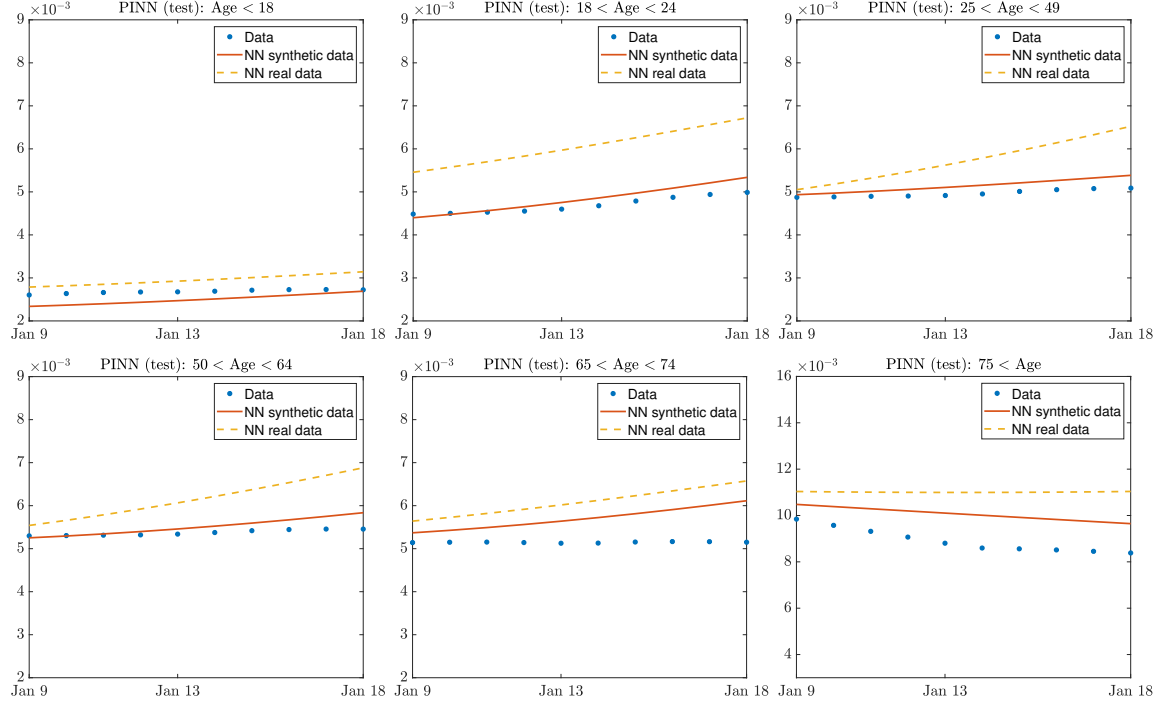 PINN (test): Age < 18
×10⁻³
Data
NN synthetic data
NN real data
9
8
7
6
5
4
3
2
Jan 9
Jan 13
Jan 18
PINN (test): 18 < Age < 24
×10⁻³
Data
NN synthetic data
NN real data
9
8
7
6
5
4
3
2
Jan 9
Jan 13
Jan 18
PINN (test): 25 < Age < 49
×10⁻³
Data
NN synthetic data
NN real data
9
8
7
6
5
4
3
2
Jan 9
Jan 13
Jan 18
PINN (test): 50 < Age < 64
×10⁻³
Data
NN synthetic data
NN real data
9
8
7
6
5
4
3
2
Jan 9
Jan 13
Jan 18
PINN (test): 65 < Age < 74
×10⁻³
Data
NN synthetic data
NN real data
9
8
7
6
5
4
3
2
Jan 9
Jan 13
Jan 18
PINN (test): 75 < Age
×10⁻³
Data
NN synthetic data
NN real data
16
14
12
10
8
6
4
Jan 9
Jan 13
Jan 18